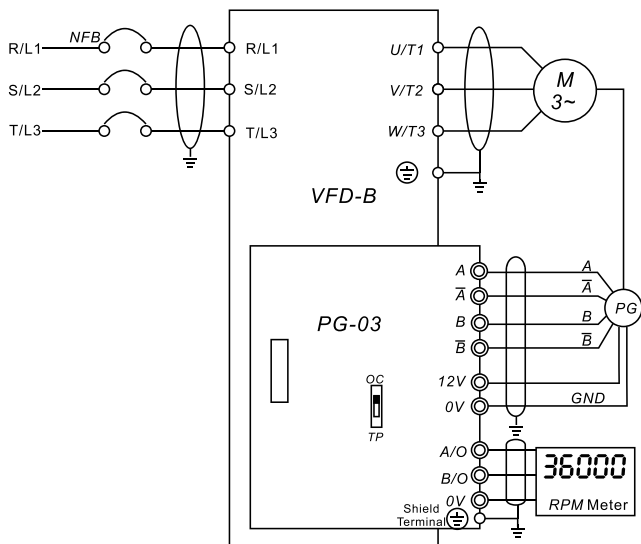 R/L1 NFB R/L1 U/T1
S/L2 S/L2 V/T2 M 3~
T/L3 T/L3 W/T3
VFD-B
A A
A̅ A̅
PG-03 B B PG
B̅ B̅
OC 12V
0V GND
TP
A/O 36000
B/O
0V RPM Meter
Shield
Terminal